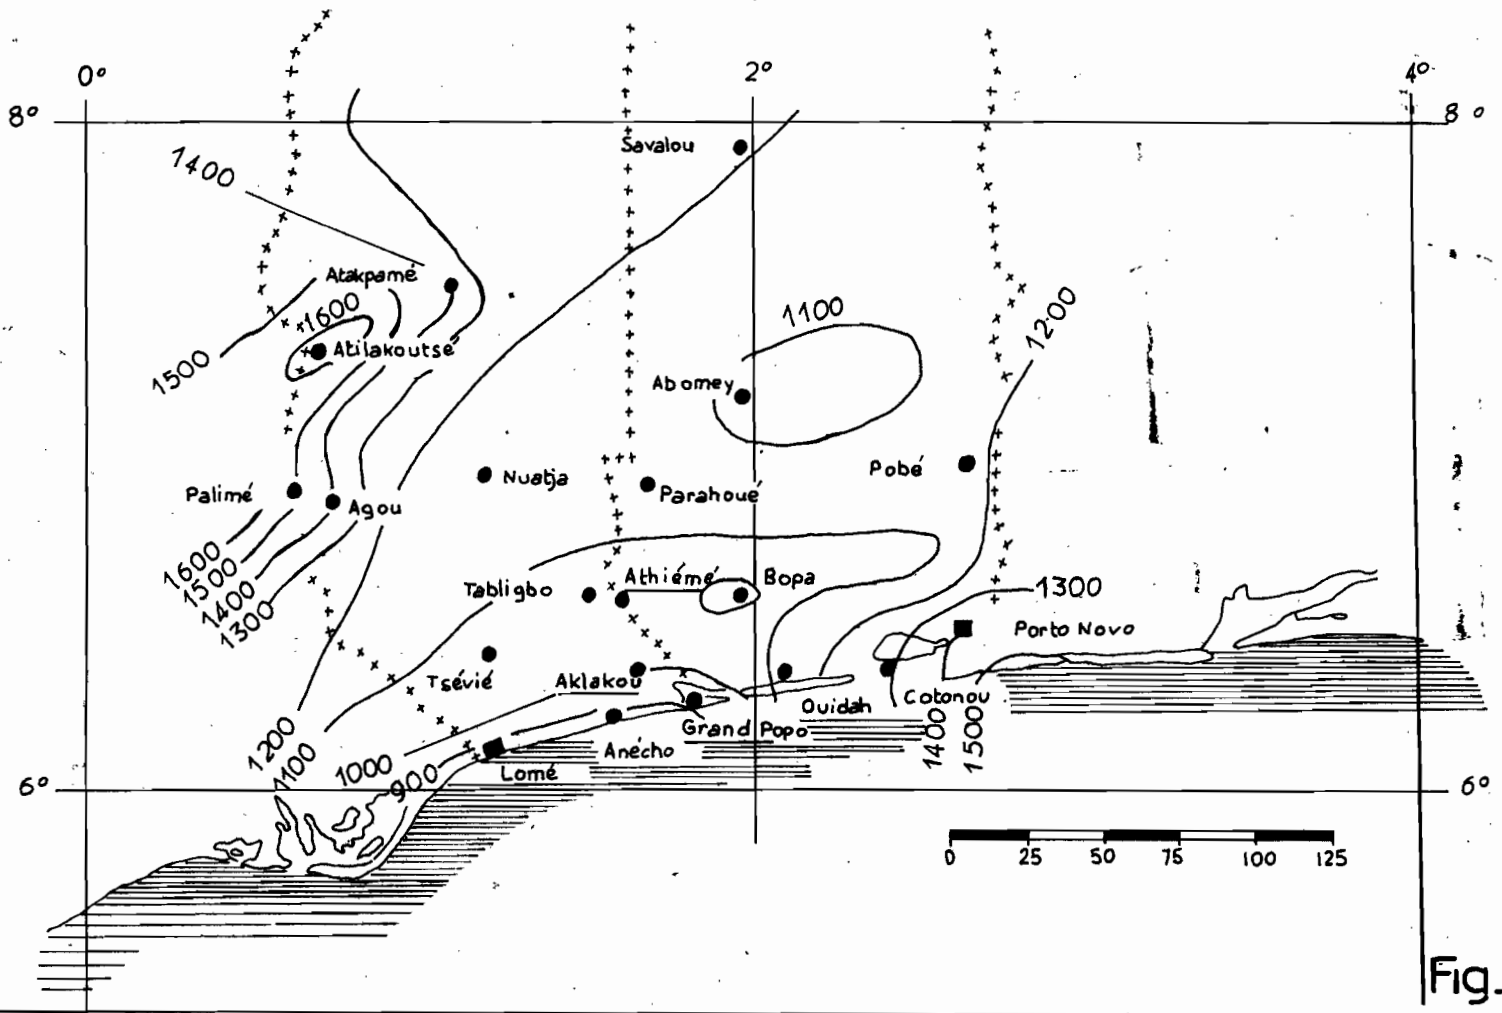 0°
2°
4°
8°
8°
1400
Savalou
Atakpamé
1600
Atilakoutsé
1500
1100
1200
Abomey
Pobé
Nuatja
Parahoué
Palimé
Agou
1600
1500
1400
1300
Tabligbo
Athiémé
Bopa
1300
Porto Novo
Tsévié
Aklakou
Ouidah
Cotonou
Grand Popo
Anécho
Lomé
1200
1100
1000
900
1400
1500
6°
6°
0 25 50 75 100 125
Fig.